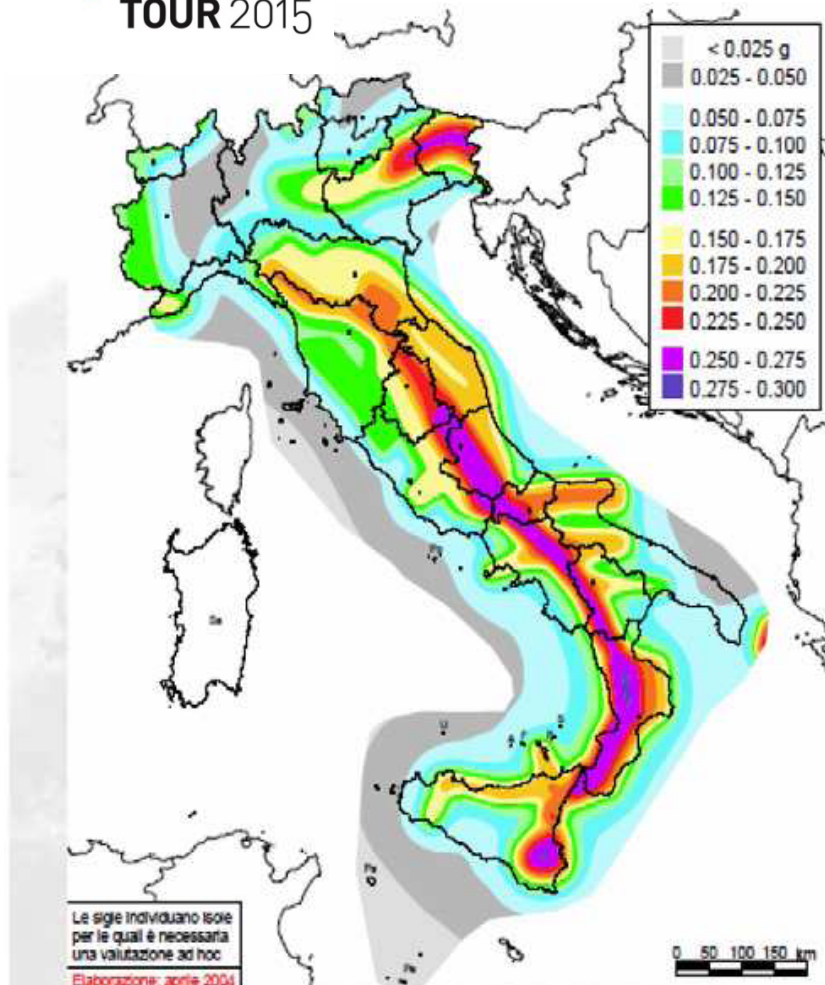 TOUR 2015
< 0.025 g
0.025 - 0.050
0.050 - 0.075
0.075 - 0.100
0.100 - 0.125
0.125 - 0.150
0.150 - 0.175
0.175 - 0.200
0.200 - 0.225
0.225 - 0.250
0.250 - 0.275
0.275 - 0.300
U
Le sigle individuano isole
per le quali è necessaria
una valutazione ad hoc
Elaborazione: aprile 2004
0 50 100 150 km